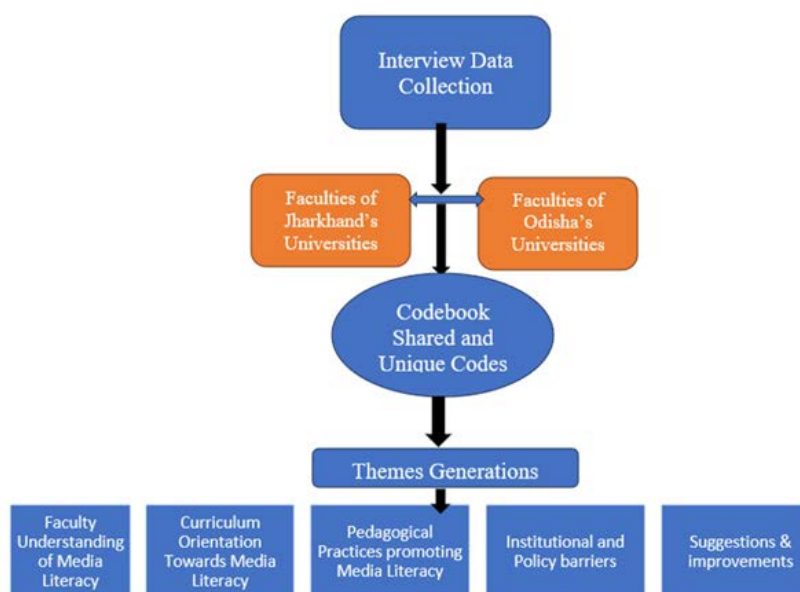 Interview Data
Collection
Faculties of
Jharkhand's
Universities
Faculties of
Odisha's
Universities
Codebook
Shared and
Unique Codes
Themes Generations
Faculty
Understanding
of Media
Literacy
Curriculum
Orientation
Towards Media
Literacy
Pedagogical
Practices promoting
Media Literacy
Institutional and
Policy barriers
Suggestions &
improvements